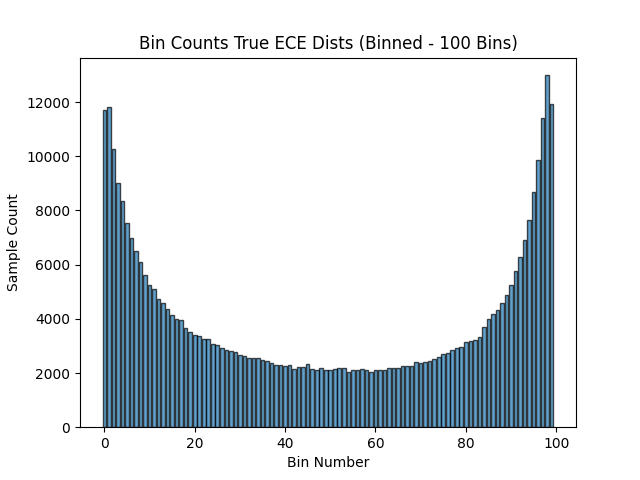 Bin Counts True ECE Dists (Binned - 100 Bins)
12000
10000
8000
6000
4000
2000
0
Sample Count
0 20 40 60 80 100
Bin Number